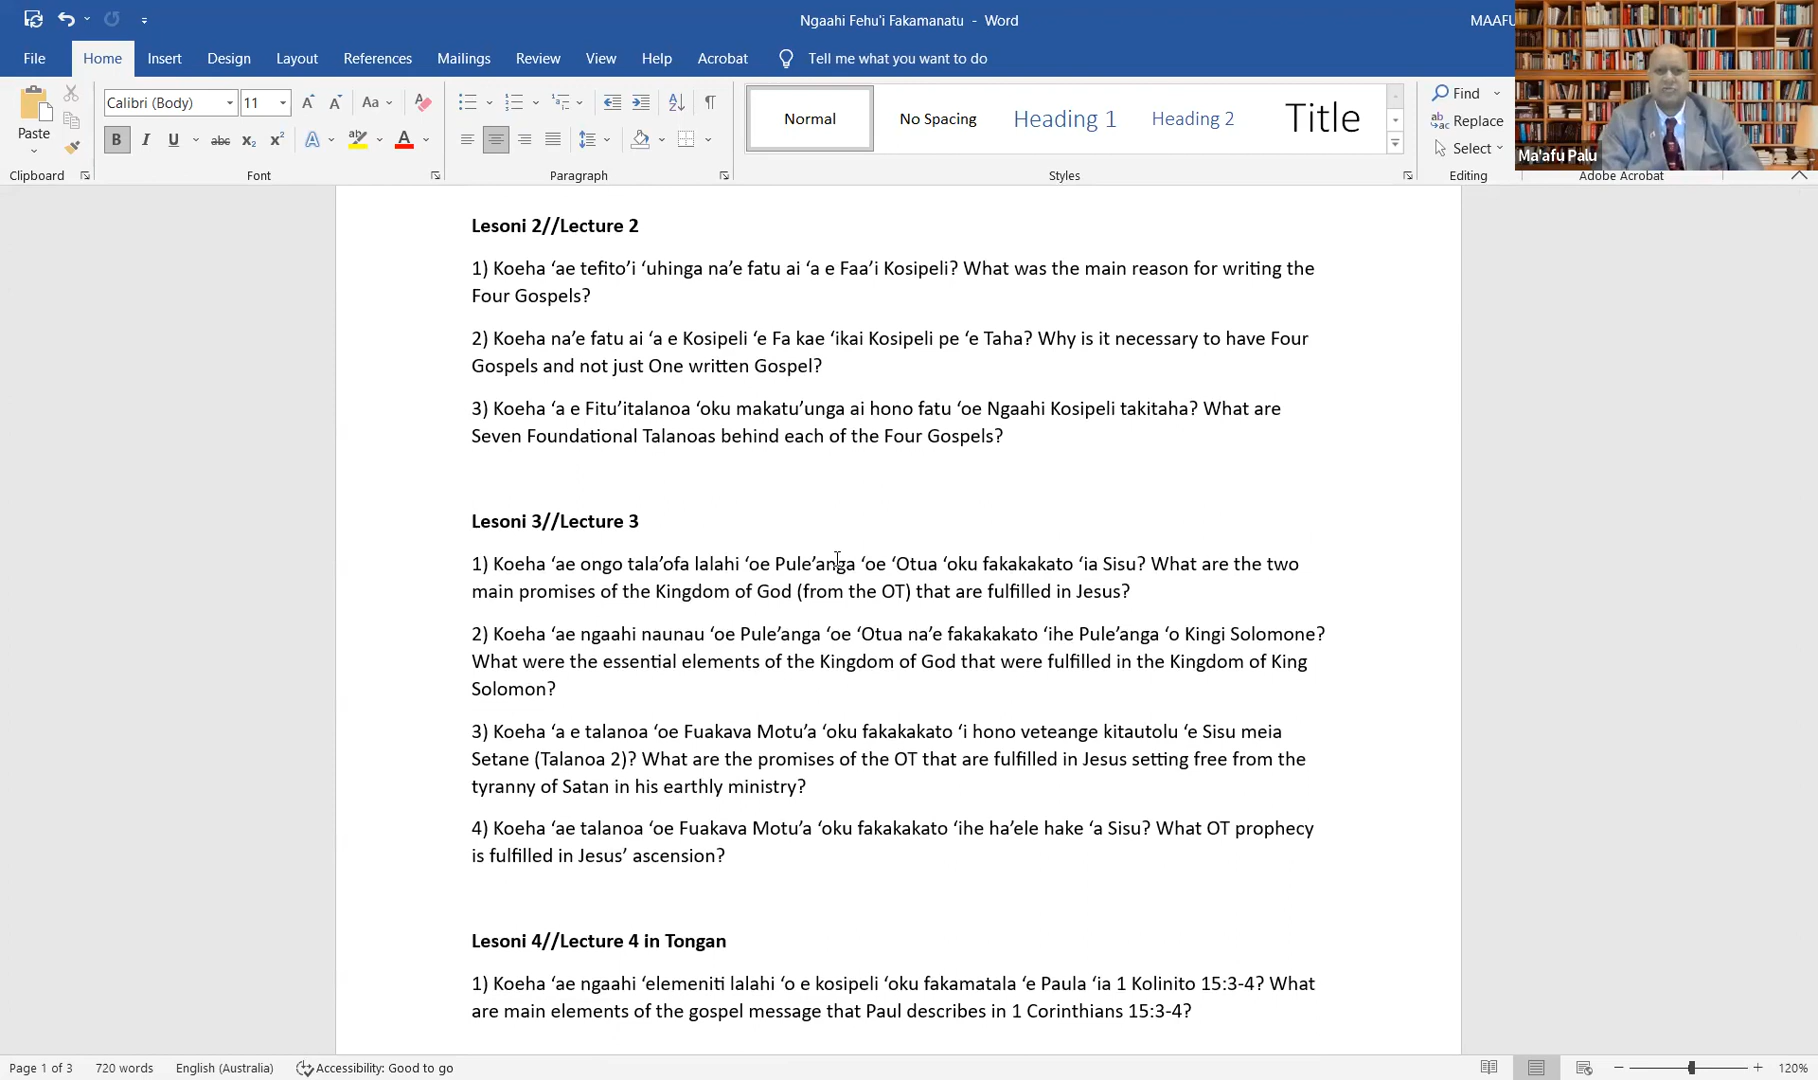 Ngaahi Fehu'i Fakamanatu - Word
MAAFU
File Home Insert Design Layout References Mailings Review View Help Acrobat Tell me what you want to do
Paste
Calibri (Body) 11
Normal No Spacing Heading 1 Heading 2 Title
Find
Replace
Select
Ma'afu Palu
Clipboard Font Paragraph Styles Editing Adobe Acrobat
Lesoni 2//Lecture 2
1) Koeha ‘ae tefito’i ‘uhinga na’e fatu ai ‘a e Faa’i Kosipeli? What was the main reason for writing the
Four Gospels?
2) Koeha na’e fatu ai ‘a e Kosipeli ‘e Fa kae ‘ikai Kosipeli pe ‘e Taha? Why is it necessary to have Four
Gospels and not just One written Gospel?
3) Koeha ‘a e Fitu’italanoa ‘oku makatu’unga ai hono fatu ‘oe Ngaahi Kosipeli takitaha? What are
Seven Foundational Talanoas behind each of the Four Gospels?
Lesoni 3//Lecture 3
1) Koeha ‘ae ongo tala’ofa lalahi ‘oe Pule’anga ‘oe ‘Otua ‘oku fakakakato ‘ia Sisu? What are the two
main promises of the Kingdom of God (from the OT) that are fulfilled in Jesus?
2) Koeha ‘ae ngaahi naunau ‘oe Pule’anga ‘oe ‘Otua na’e fakakakato ‘ihe Pule’anga ‘o Kingi Solomone?
What were the essential elements of the Kingdom of God that were fulfilled in the Kingdom of King
Solomon?
3) Koeha ‘a e talanoa ‘oe Fuakava Motu’a ‘oku fakakakato ‘i hono veteange kitautolu ‘e Sisu meia
Setane (Talanoa 2)? What are the promises of the OT that are fulfilled in Jesus setting free from the
tyranny of Satan in his earthly ministry?
4) Koeha ‘ae talanoa ‘oe Fuakava Motu’a ‘oku fakakakato ‘ihe ha’ele hake ‘a Sisu? What OT prophecy
is fulfilled in Jesus’ ascension?
Lesoni 4//Lecture 4 in Tongan
1) Koeha ‘ae ngaahi ‘elemeniti lalahi ‘o e kosipeli ‘oku fakamatala ‘e Paula ‘ia 1 Kolinito 15:3-4? What
are main elements of the gospel message that Paul describes in 1 Corinthians 15:3-4?
Page 1 of 3 720 words English (Australia) Accessibility: Good to go 120%